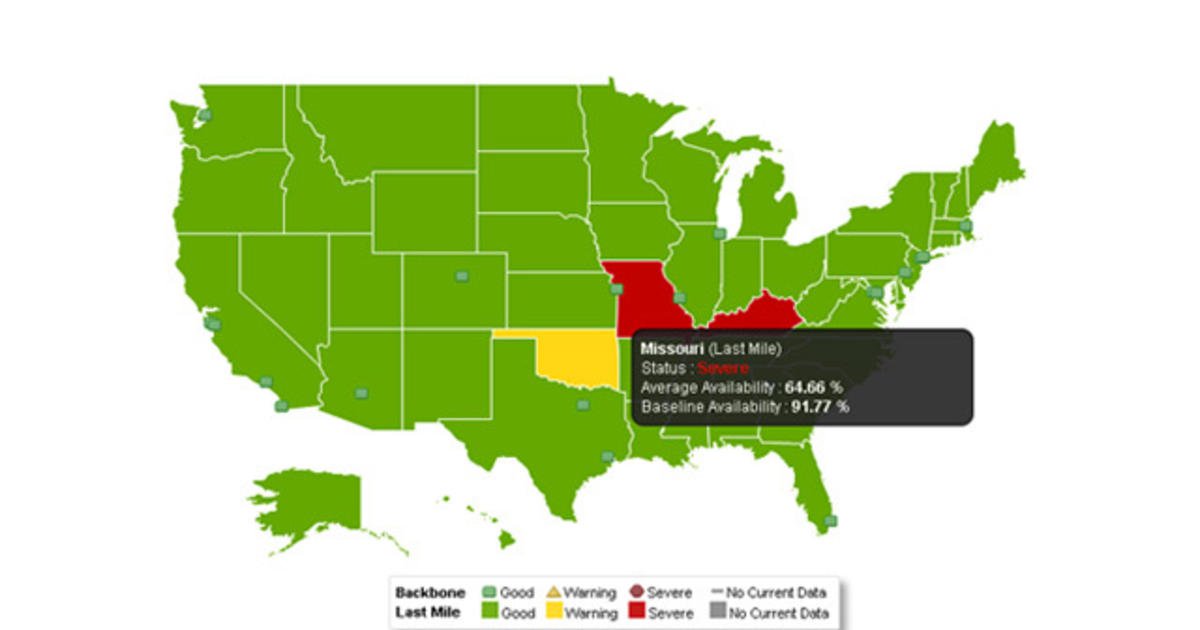 Missouri (Last Mile)
Status : Severe
Average Availability : 64.66 %
Baseline Availability : 91.77 %
Backbone Good Warning Severe No Current Data
Last Mile Good Warning Severe No Current Data